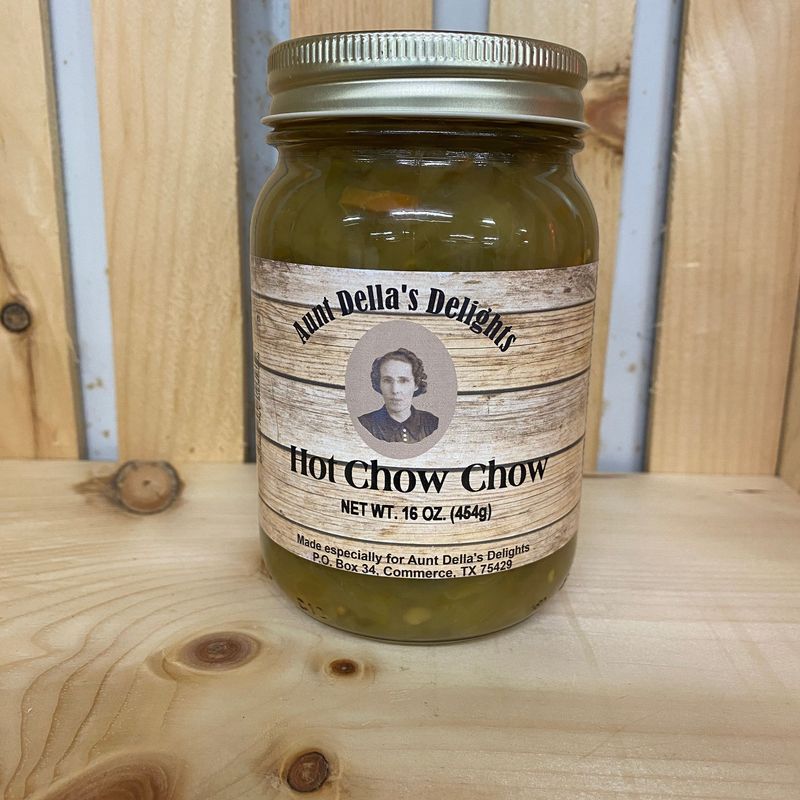 Aunt Della's Delights
Hot Chow Chow
NET WT. 16 OZ. (454g)
Made especially for Aunt Della's Delights
P.O. Box 34, Commerce, TX 75429